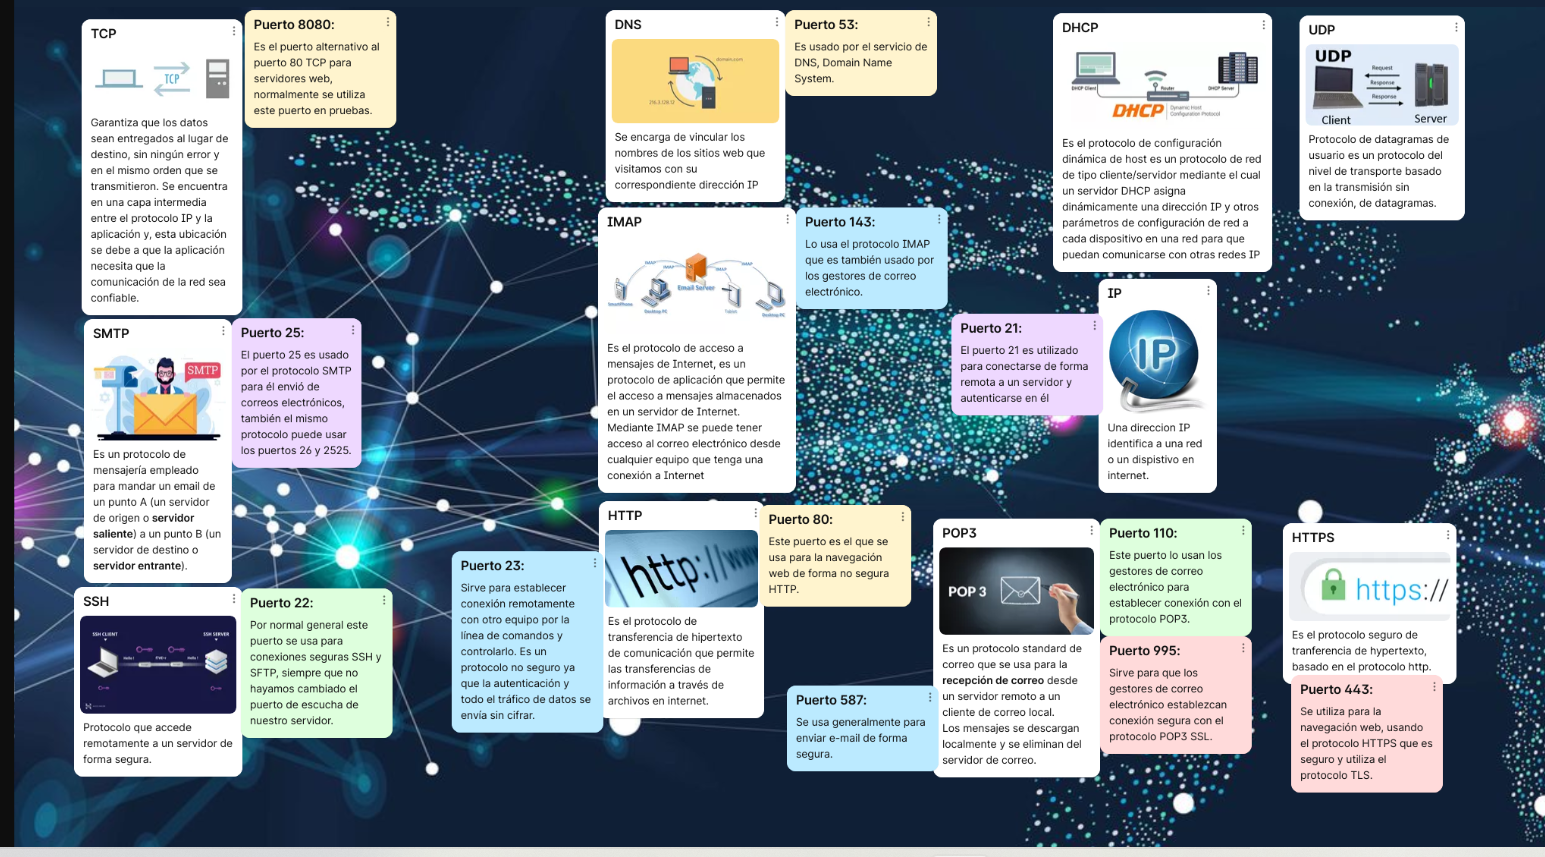 TCP
TCP
Garantiza que los datos
sean entregados al lugar de
destino, sin ningún error y
en el mismo orden que se
transmitieron. Se encuentra
en una capa intermedia
entre el protocolo IP y la
aplicación y, esta ubicación
se debe a que la aplicación
necesita que la
comunicación de la red sea
confiable.
Puerto 8080:
Es el puerto alternativo al
puerto 80 TCP para
servidores web,
normalmente se utiliza
este puerto en pruebas.
SMTP
SMTP
Es un protocolo de
mensajería empleado
para mandar un email de
un punto A (un servidor
de origen o servidor
saliente) a un punto B (un
servidor de destino o
servidor entrante).
Puerto 25:
El puerto 25 es usado
por el protocolo SMTP
para él envió de
correos electrónicos,
también el mismo
protocolo puede usar
los puertos 26 y 2525.
SSH
SSH CLIENT
SSH SERVER
Protocolo que accede
remotamente a un servidor de
forma segura.
Puerto 22:
Por normal general este
puerto se usa para
conexiones seguras SSH y
SFTP, siempre que no
hayamos cambiado el
puerto de escucha de
nuestro servidor.
DNS
domain.com
Se encarga de vincular los
nombres de los sitios web que
visitamos con su
correspondiente dirección IP
Puerto 53:
Es usado por el servicio de
DNS, Domain Name
System.
IMAP
IMAP
IMAP
IMAP
IMAP
Email Server
SmartPhones
Desktop PC
Tablets
Desktop PC
Es el protocolo de acceso a
mensajes de Internet, es un
protocolo de aplicación que permite
el acceso a mensajes almacenados
en un servidor de Internet.
Mediante IMAP se puede tener
acceso al correo electrónico desde
cualquier equipo que tenga una
conexión a Internet
Puerto 143:
Lo usa el protocolo IMAP
que es también usado por
los gestores de correo
electrónico.
Puerto 23:
Sirve para establecer
conexión remotamente
con otro equipo por la
línea de comandos y
controlarlo. Es un
protocolo no seguro ya
que la autenticación y
todo el tráfico de datos se
envía sin cifrar.
HTTP
http://www
Es el protocolo de
transferencia de hipertexto
de comunicación que permite
las transferencias de
información a través de
archivos en internet.
Puerto 80:
Este puerto es el que se
usa para la navegación
web de forma no segura
HTTP.
Puerto 587:
Se usa generalmente para
enviar e-mail de forma
segura.
DHCP
DHCP Client
Router
DHCP Server
DHCP
Dynamic Host
Configuration Protocol
Es el protocolo de configuración
dinámica de host es un protocolo de red
de tipo cliente/servidor mediante el cual
un servidor DHCP asigna
dinámicamente una dirección IP y otros
parámetros de configuración de red a
cada dispositivo en una red para que
puedan comunicarse con otras redes IP
UDP
UDP
Request
Response
Response
Client
Server
Protocolo de datagramas de
usuario es un protocolo del
nivel de transporte basado
en la transmisión sin
conexión, de datagramas.
Puerto 21:
El puerto 21 es utilizado
para conectarse de forma
remota a un servidor y
autenticarse en él
IP
IP
Una direccion IP
identifica a una red
o un dispistivo en
internet.
POP3
POP 3
Es un protocolo standard de
correo que se usa para la
recepción de correo desde
un servidor remoto a un
cliente de correo local.
Los mensajes se descargan
localmente y se eliminan del
servidor de correo.
Puerto 110:
Este puerto lo usan los
gestores de correo
electrónico para
establecer conexión con el
protocolo POP3.
Puerto 995:
Sirve para que los
gestores de correo
electrónico establezcan
conexión segura con el
protocolo POP3 SSL.
HTTPS
https://
Es el protocolo seguro de
tranferencia de hypertexto,
basado en el protocolo http.
Puerto 443:
Se utiliza para la
navegación web, usando
el protocolo HTTPS que es
seguro y utiliza el
protocolo TLS.